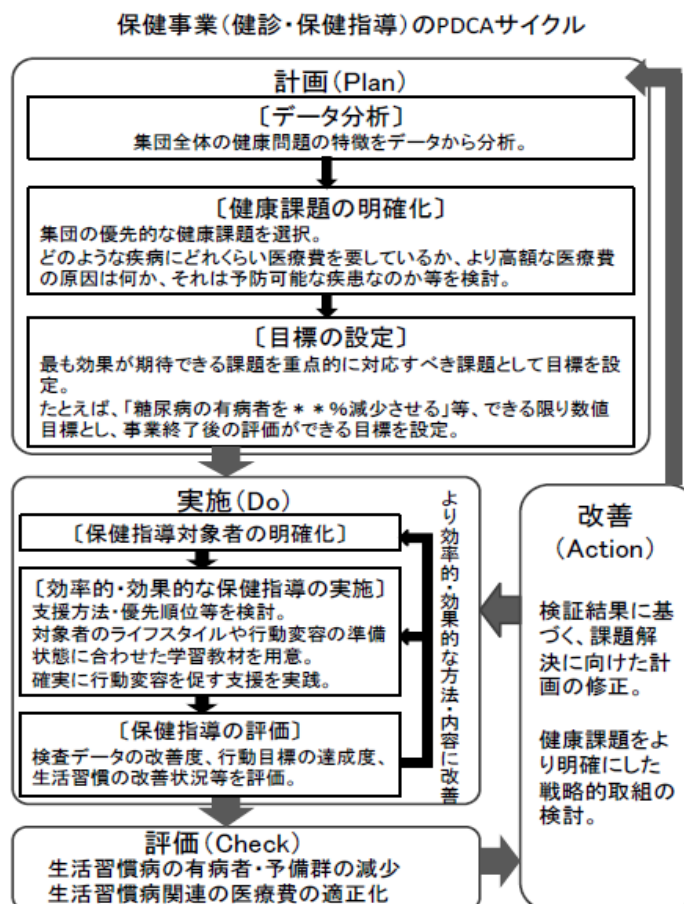 保健事業(健診・保健指導)のPDCAサイクル
計画(Plan)
〔データ分析〕
集団全体の健康問題の特徴をデータから分析。
〔健康課題の明確化〕
集団の優先的な健康課題を選択。
どのような疾病にどれくらい医療費を要しているか、より高額な医療費
の原因は何か、それは予防可能な疾患なのか等を検討。
〔目標の設定〕
最も効果が期待できる課題を重点的に対応すべき課題として目標を設
定。
たとえば、「糖尿病の有病者を**%減少させる」等、できる限り数値
目標とし、事業終了後の評価ができる目標を設定。
実施(Do)
〔保健指導対象者の明確化〕
〔効率的・効果的な保健指導の実施〕
支援方法・優先順位等を検討。
対象者のライフスタイルや行動変容の準備
状態に合わせた学習教材を用意。
確実に行動変容を促す支援を実践。
〔保健指導の評価〕
検査データの改善度、行動目標の達成度、
生活習慣の改善状況等を評価。
より効率的・効果的な方法・内容に改善
評価(Check)
生活習慣病の有病者・予備群の減少
生活習慣病関連の医療費の適正化
改善
(Action)
検証結果に基
づく、課題解
決に向けた計
画の修正。
健康課題をよ
り明確にした
戦略的取組の
検討。